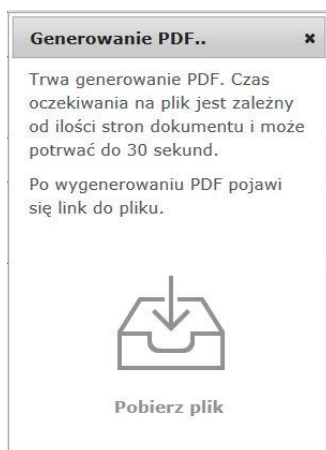 Generowanie PDF..
Trwa generowanie PDF. Czas
oczekiwania na plik jest zależny
od ilości stron dokumentu i może
potrwać do 30 sekund.
Po wygenerowaniu PDF pojawi
się link do pliku.
Pobierz plik